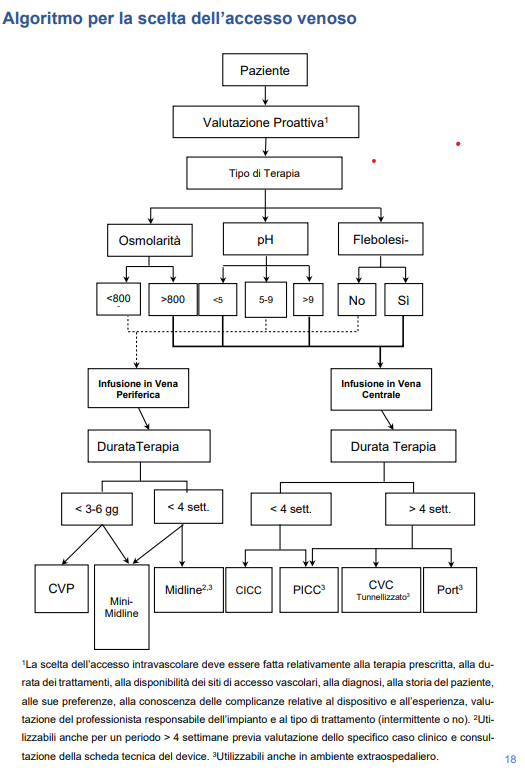 Algoritmo per la scelta dell'accesso venoso
Paziente
Valutazione Proattiva¹
Tipo di Terapia
Osmolarità
pH
Flebolesi-
<800
-
>800
<5
5-9
>9
No
Sì
Infusione in Vena
Periferica
Infusione in Vena
Centrale
DurataTerapia
Durata Terapia
< 3-6 gg
< 4 sett.
< 4 sett.
> 4 sett.
CVP
Mini-
Midline
Midline²,³
CICC
PICC³
CVC
Tunnellizzato³
Port³
¹La scelta dell'accesso intravascolare deve essere fatta relativamente alla terapia prescritta, alla du-
rata dei trattamenti, alla disponibilità dei siti di accesso vascolari, alla diagnosi, alla storia del paziente,
alle sue preferenze, alla conoscenza delle complicanze relative al dispositivo e all'esperienza, valu-
tazione del professionista responsabile dell'impianto e al tipo di trattamento (intermittente o no). ²Uti-
lizzabili anche per un periodo > 4 settimane previa valutazione dello specifico caso clinico e consul-
tazione della scheda tecnica del device. ³Utilizzabili anche in ambiente extraospedaliero.
18